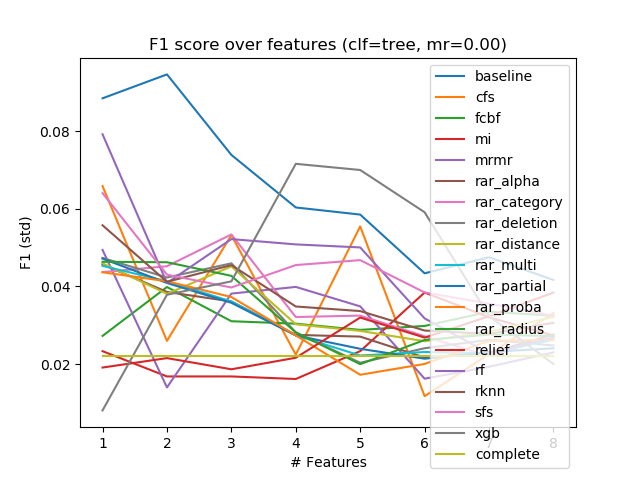 F1 score over features (clf=tree, mr=0.00)
F1 (std)
0.08
0.06
0.04
0.02
1 2 3 4 5 6 7 8
# Features
baseline
cfs
fcbf
mi
mrmr
rar_alpha
rar_category
rar_deletion
rar_distance
rar_multi
rar_partial
rar_proba
rar_radius
relief
rf
rknn
sfs
xgb
complete